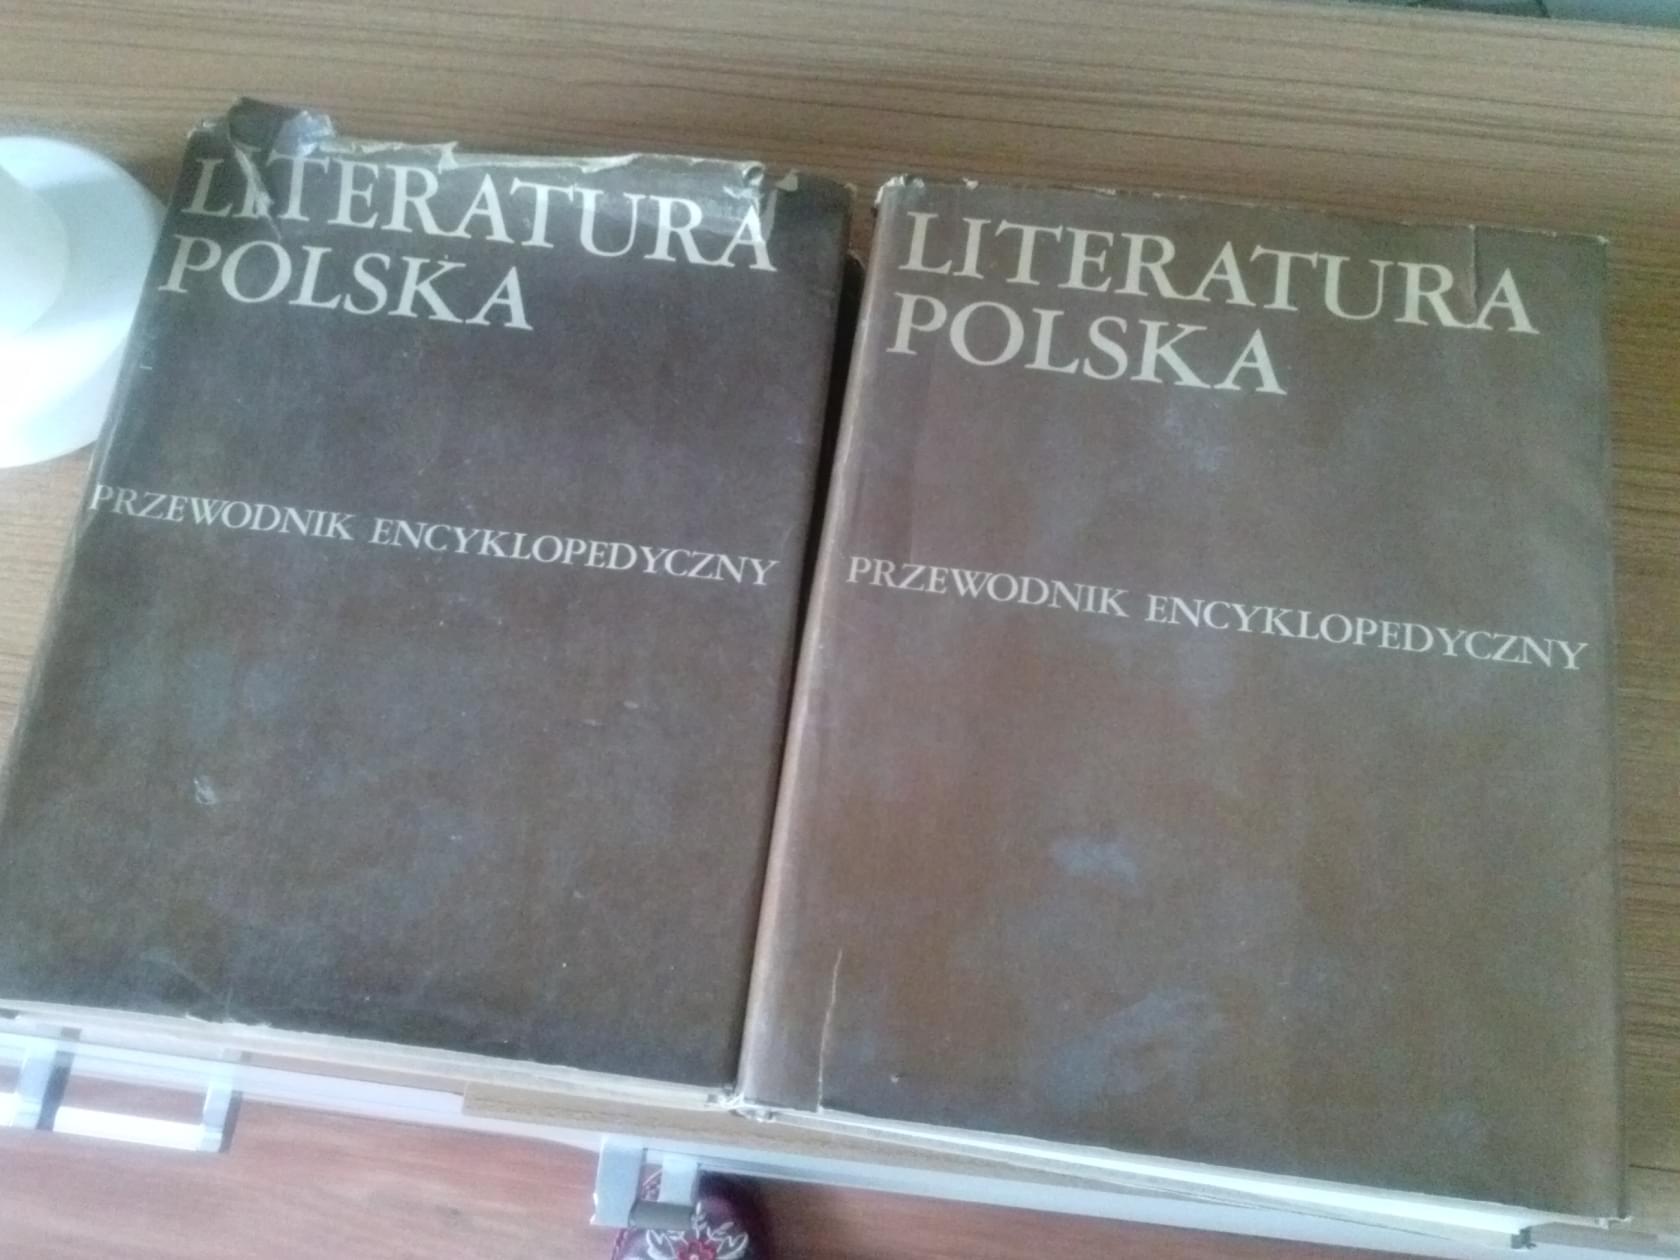 LITERATURA
POLSKA
PRZEWODNIK ENCYKLOPEDYCZNY
LITERATURA
POLSKA
PRZEWODNIK ENCYKLOPEDYCZNY